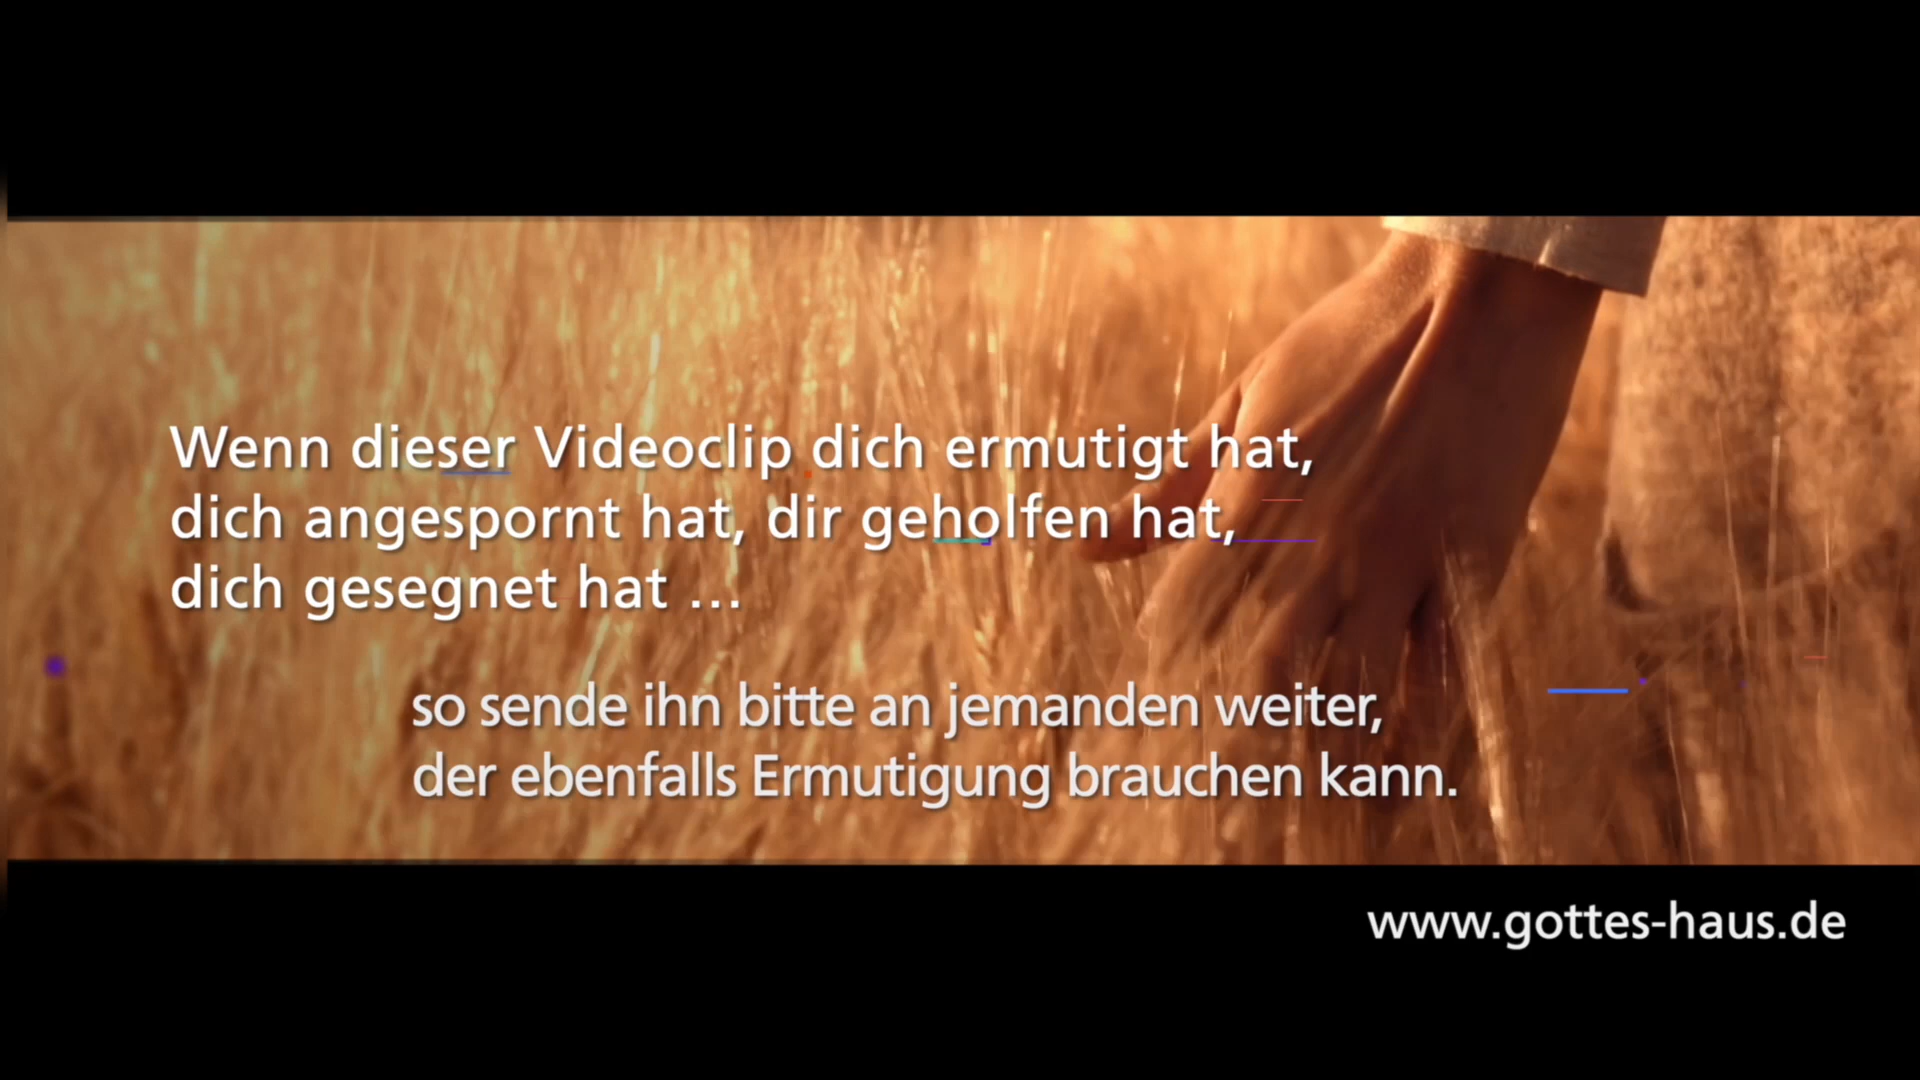 Wenn dieser Videoclip dich ermutigt hat,
dich angespornt hat, dir geholfen hat,
dich gesegnet hat ...
so sende ihn bitte an jemanden weiter,
der ebenfalls Ermutigung brauchen kann.
www.gottes-haus.de